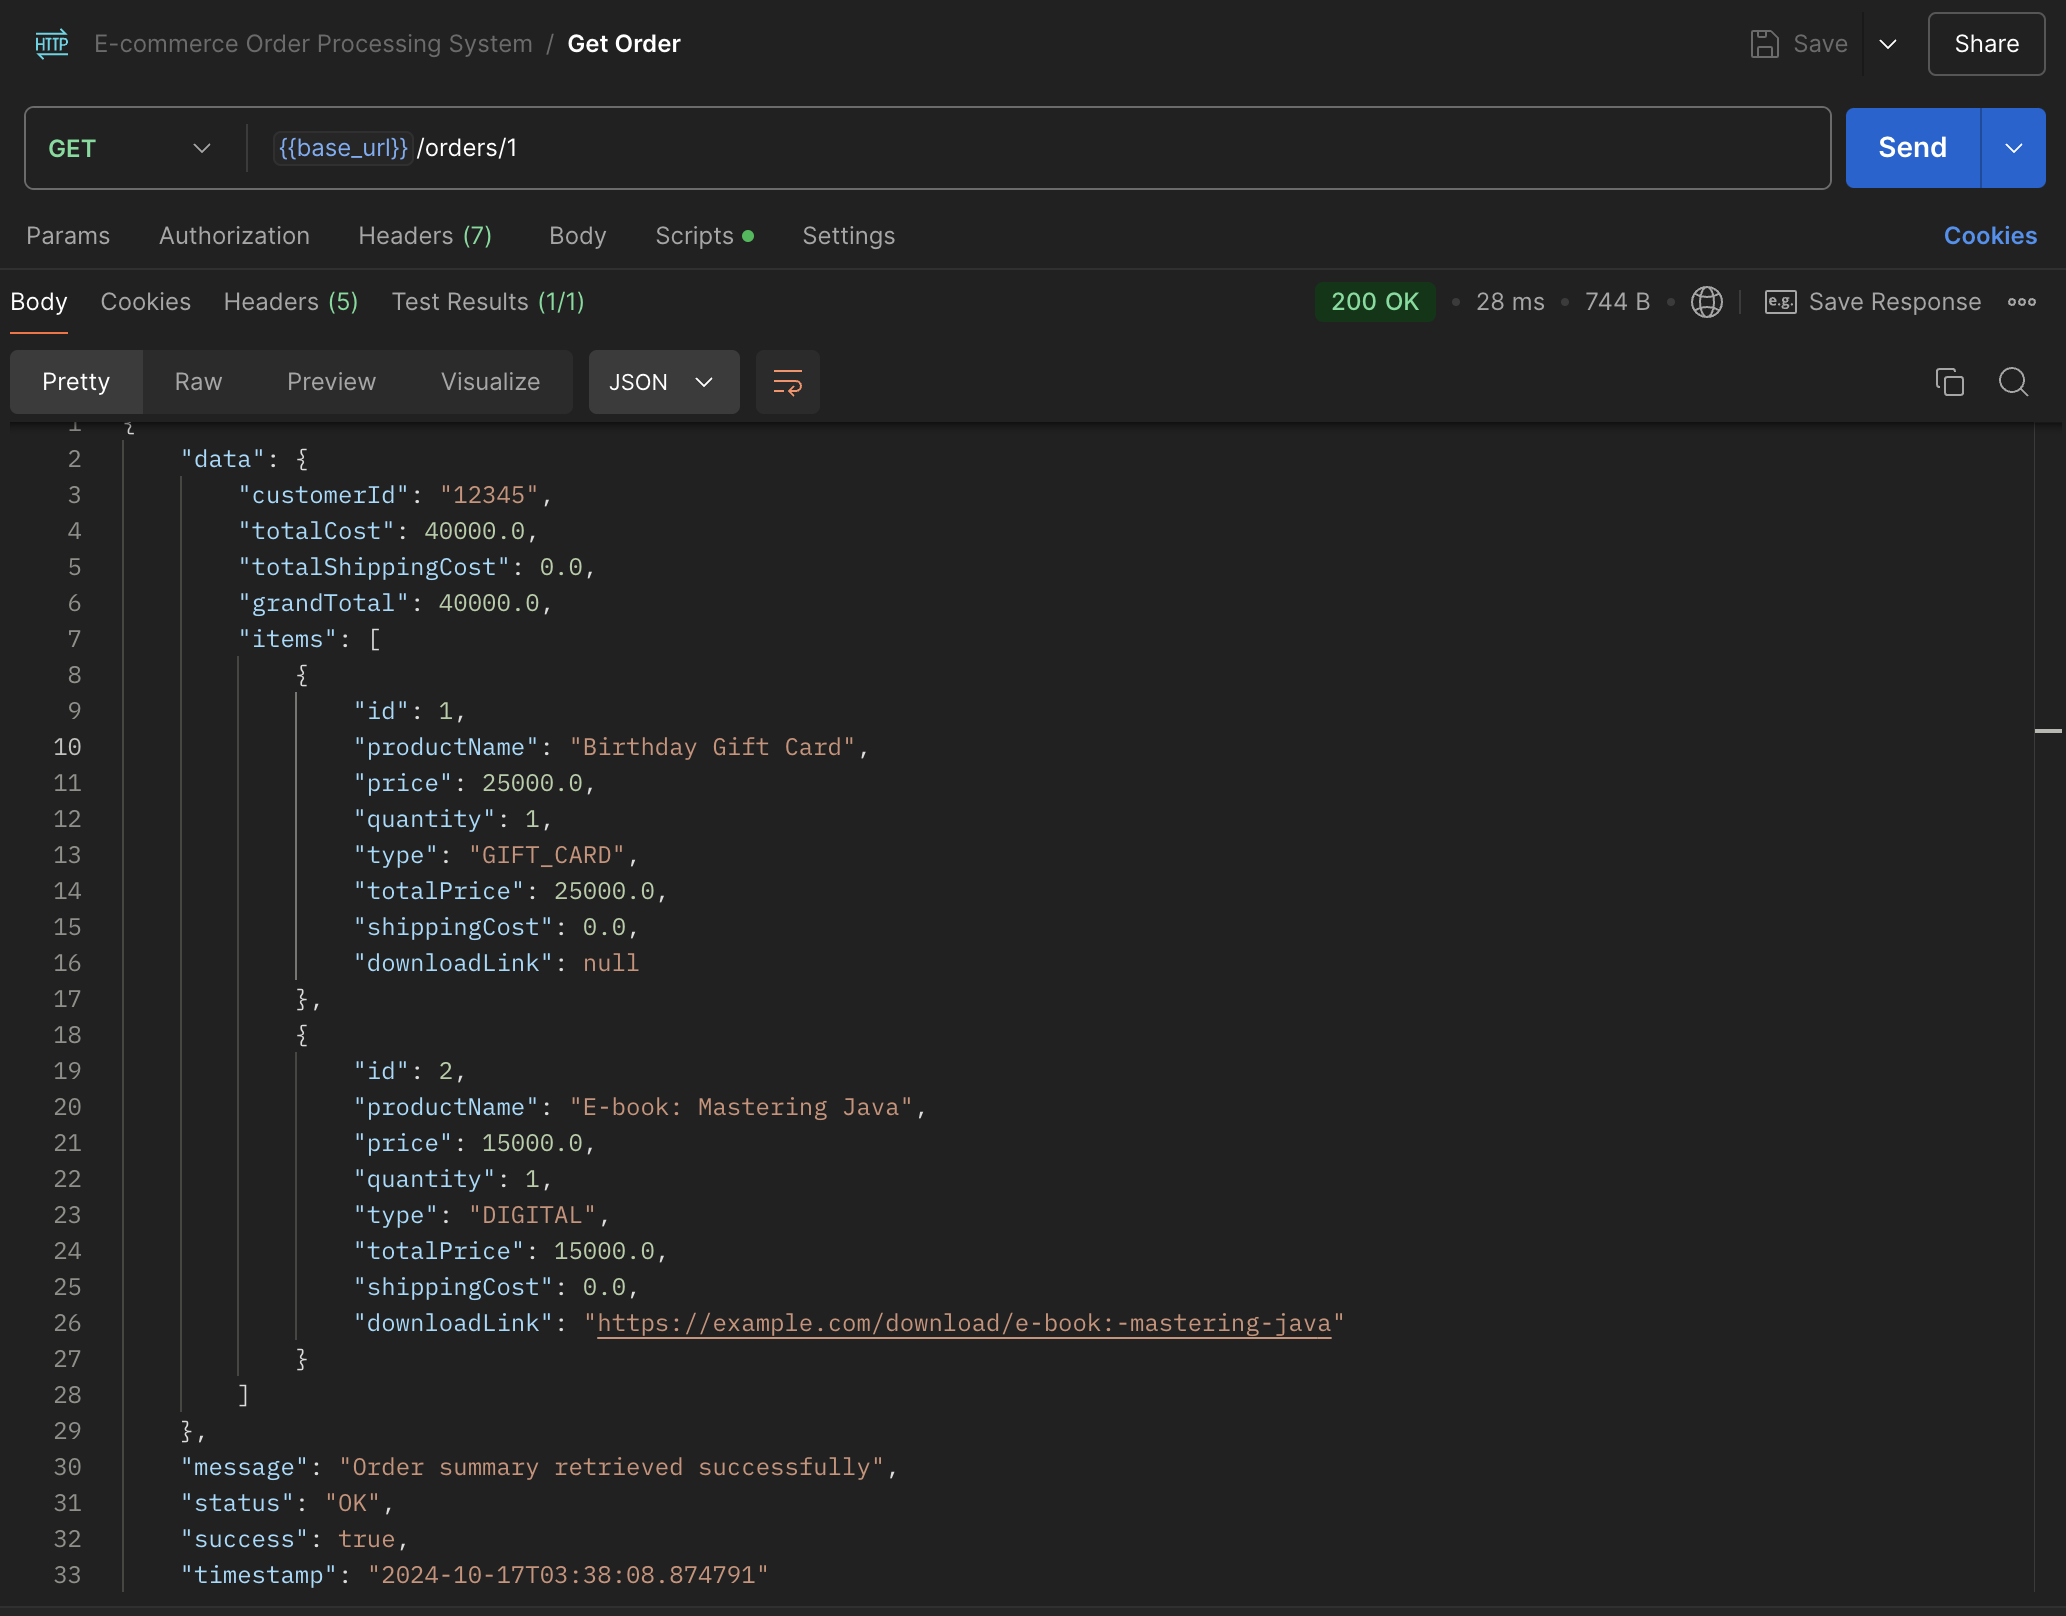 HTTP E-commerce Order Processing System / Get Order Save Share
GET {{base_url}}/orders/1 Send
Params Authorization Headers (7) Body Scripts Settings Cookies
Body Cookies Headers (5) Test Results (1/1) 200 OK 28 ms 744 B e.g. Save Response
Pretty Raw Preview Visualize JSON
1 {
2 "data": {
3 "customerId": "12345",
4 "totalCost": 40000.0,
5 "totalShippingCost": 0.0,
6 "grandTotal": 40000.0,
7 "items": [
8 {
9 "id": 1,
10 "productName": "Birthday Gift Card",
11 "price": 25000.0,
12 "quantity": 1,
13 "type": "GIFT_CARD",
14 "totalPrice": 25000.0,
15 "shippingCost": 0.0,
16 "downloadLink": null
17 },
18 {
19 "id": 2,
20 "productName": "E-book: Mastering Java",
21 "price": 15000.0,
22 "quantity": 1,
23 "type": "DIGITAL",
24 "totalPrice": 15000.0,
25 "shippingCost": 0.0,
26 "downloadLink": "https://example.com/download/e-book:-mastering-java"
27 }
28 ]
29 },
30 "message": "Order summary retrieved successfully",
31 "status": "OK",
32 "success": true,
33 "timestamp": "2024-10-17T03:38:08.874791"